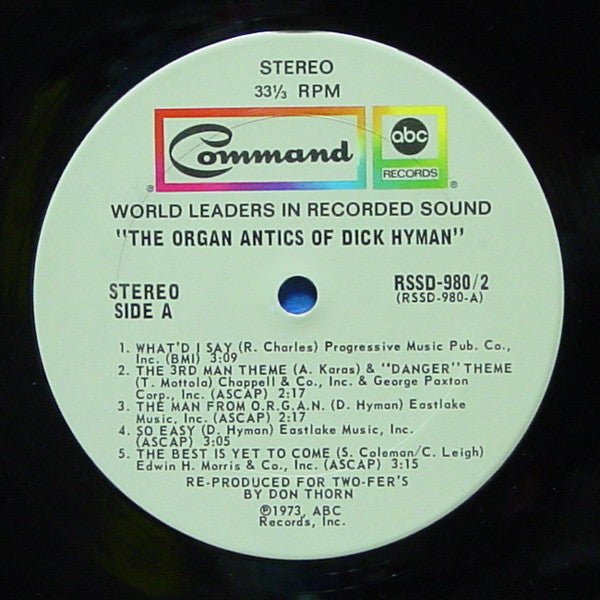 STEREO
33⅓ RPM
Command
abc
RECORDS
®
®
WORLD LEADERS IN RECORDED SOUND
"THE ORGAN ANTICS OF DICK HYMAN"
STEREO
SIDE A
RSSD-980/2
(RSSD-980-A)
1. WHAT'D I SAY (R. Charles) Progressive Music Pub. Co.,
Inc. (BMI) 3:09
2. THE 3RD MAN THEME (A. Karas) & "DANGER" THEME
(T. Mottola) Chappell & Co., Inc. & George Paxton
Corp., Inc. (ASCAP) 2:17
3. THE MAN FROM O.R.G.A.N. (D. Hyman) Eastlake
Music, Inc. (ASCAP) 2:17
4. SO EASY (D. Hyman) Eastlake Music, Inc.
(ASCAP) 3:05
5. THE BEST IS YET TO COME (S. Coleman/C. Leigh)
Edwin H. Morris & Co., Inc. (ASCAP) 3:15
RE-PRODUCED FOR TWO-FER'S
BY DON THORN
℗1973, ABC
Records, Inc.